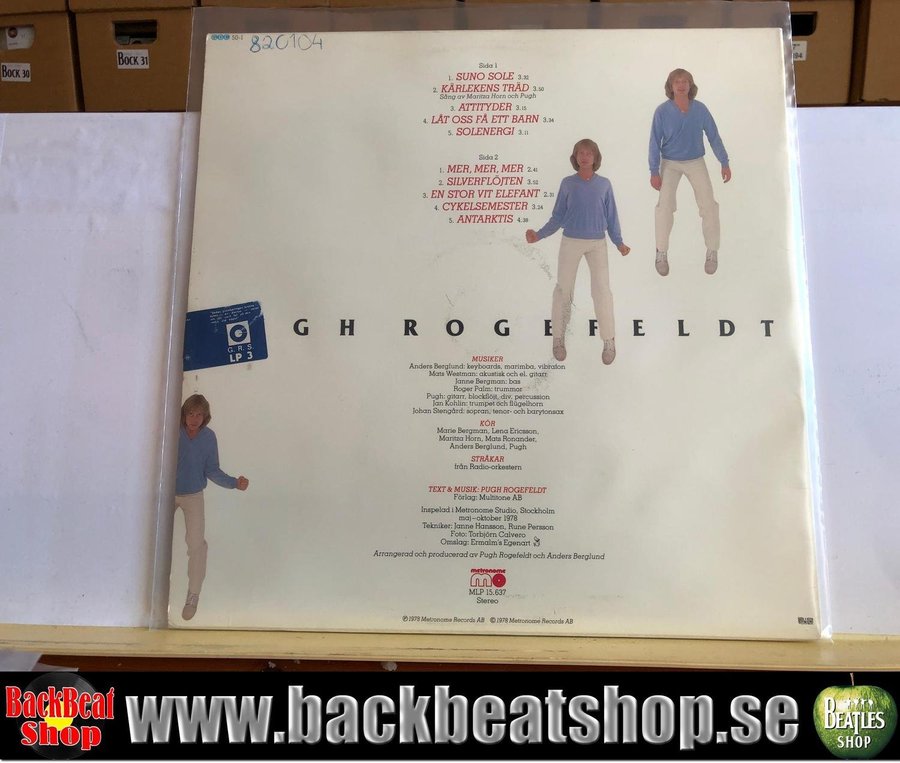 BOCK 30
BOCK 31
GDC 50-1
820104
Sida 1
1. SUNO SOLE 3.32
2. KÄRLEKENS TRÄD 3.50
Sång av Maritza Horn och Pugh
3. ATTITYDER 3.15
4. LÅT OSS FÅ ETT BARN 3.34
5. SOLENERGI 3.11
Sida 2
1. MER, MER, MER 2.41
2. SILVERFLÖJTEN 3.52
3. EN STOR VIT ELEFANT 2.31
4. CYKELSEMESTER 3.24
5. ANTARKTIS 4.38
GH ROGEFELDT
G
G.R.S.
LP 3
MUSIKER
Anders Berglund: keyboards, marimba, vibrafon
Mats Westman: akustisk och el. gitarr
Janne Bergman: bas
Roger Palm: trummor
Pugh: gitarr, blockflöjt, div. percussion
Jan Kohlin: trumpet och flügelhorn
Johan Stengård: sopran, tenor- och barytonsax
KÖR
Marie Bergman, Lena Ericsson,
Maritza Horn, Mats Ronander,
Anders Berglund, Pugh
STRÅKAR
från Radio-orkestern
TEXT & MUSIK: PUGH ROGEFELDT
Förlag: Multitone AB
Inspelad i Metronome Studio, Stockholm
maj–oktober 1978
Tekniker: Janne Hansson, Rune Persson
Foto: Torbjörn Calvero
Omslag: Ermalm's Egenart
Arrangerad och producerad av Pugh Rogefeldt och Anders Berglund
metronome
MLP 15.637
Stereo
℗ 1978 Metronome Records AB © 1978 Metronome Records AB
BackBeat
Shop
www.backbeatshop.se
BEATLES
SHOP